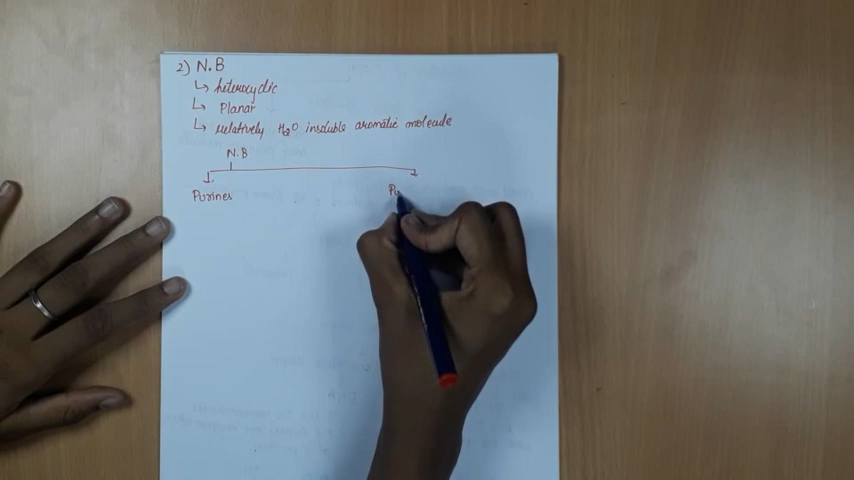 2) N.B
↳ heterocyclic
↳ Planar
↳ relatively H₂O insoluble aromatic molecule
N.B
Purines